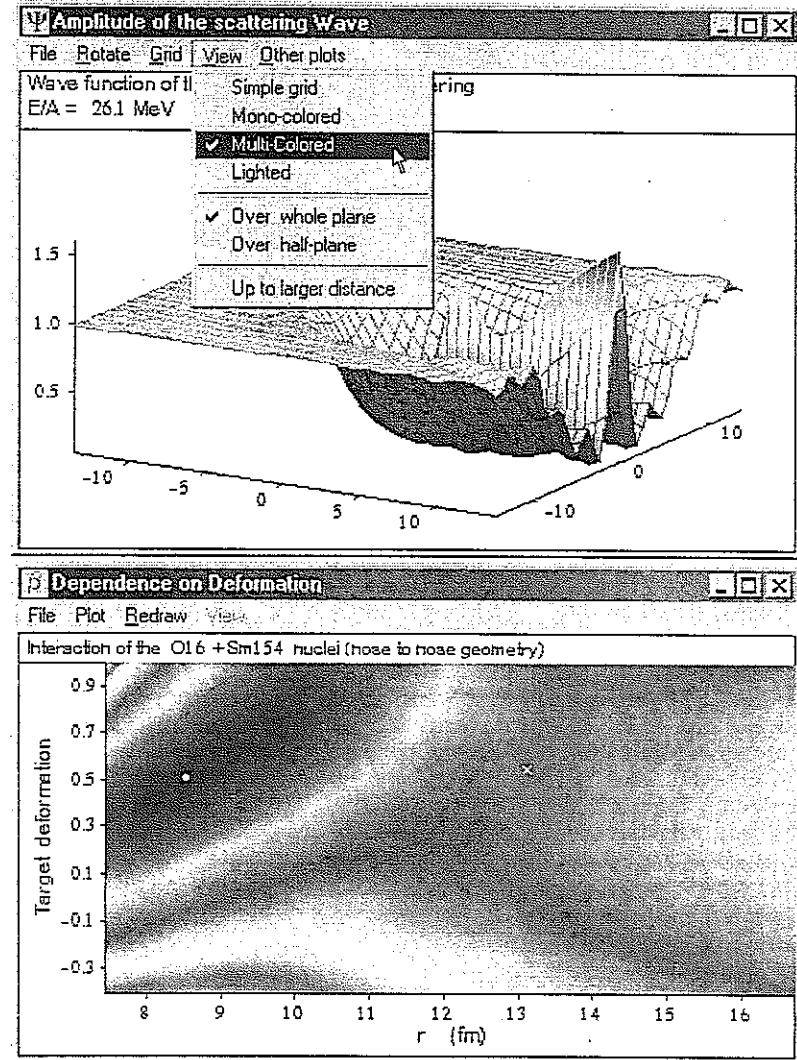 Ψ Amplitude of the scattering Wave
File Rotate Grid View Other plots
Wave function of ering
E/A = 26.1 MeV
Simple grid
Mono-colored
Multi-Colored
Lighted
Over whole plane
Over half-plane
Up to larger distance
1.5
1.0
0.5
-10 -5 0 5 10
-10 0 10
ρ Dependence on Deformation
File Plot Redraw View
Interaction of the O16 +Sm154 nuclei (nose to nose geometry)
Target deformation
0.9
0.7
0.5
0.3
0.1
-0.1
-0.3
8 9 10 11 12 13 14 15 16
r (fm)